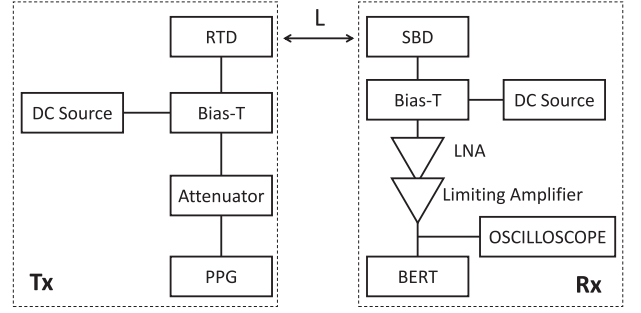 L
RTD
SBD
DC Source
Bias-T
Bias-T
DC Source
LNA
Attenuator
Limiting Amplifier
OSCILLOSCOPE
PPG
BERT
Tx
Rx